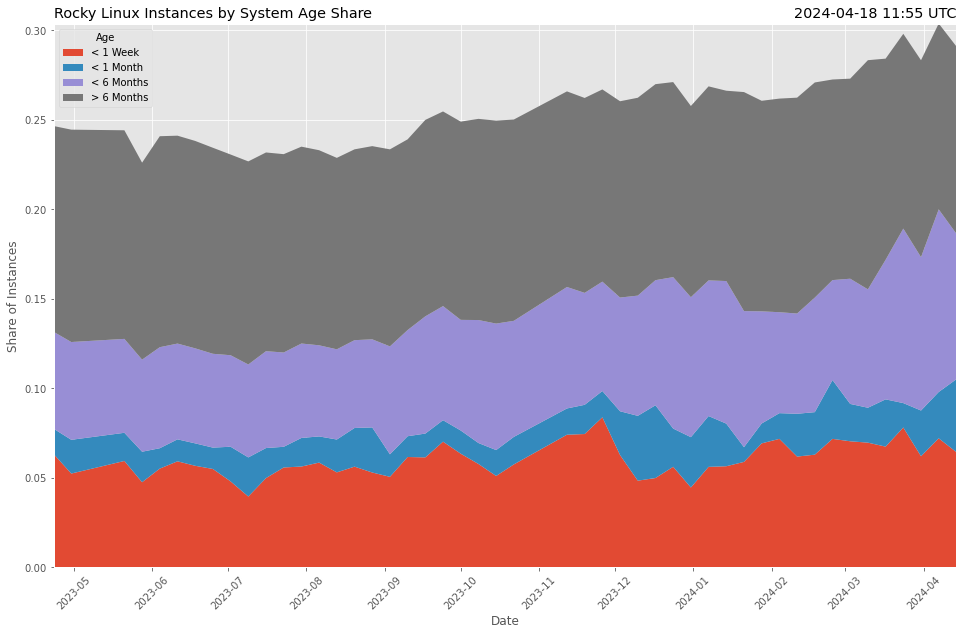 Rocky Linux Instances by System Age Share
2024-04-18 11:55 UTC
Age
< 1 Week
< 1 Month
< 6 Months
> 6 Months
0.30
0.25
0.20
0.15
0.10
0.05
0.00
Share of Instances
2023-05
2023-06
2023-07
2023-08
2023-09
2023-10
2023-11
2023-12
2024-01
2024-02
2024-03
2024-04
Date